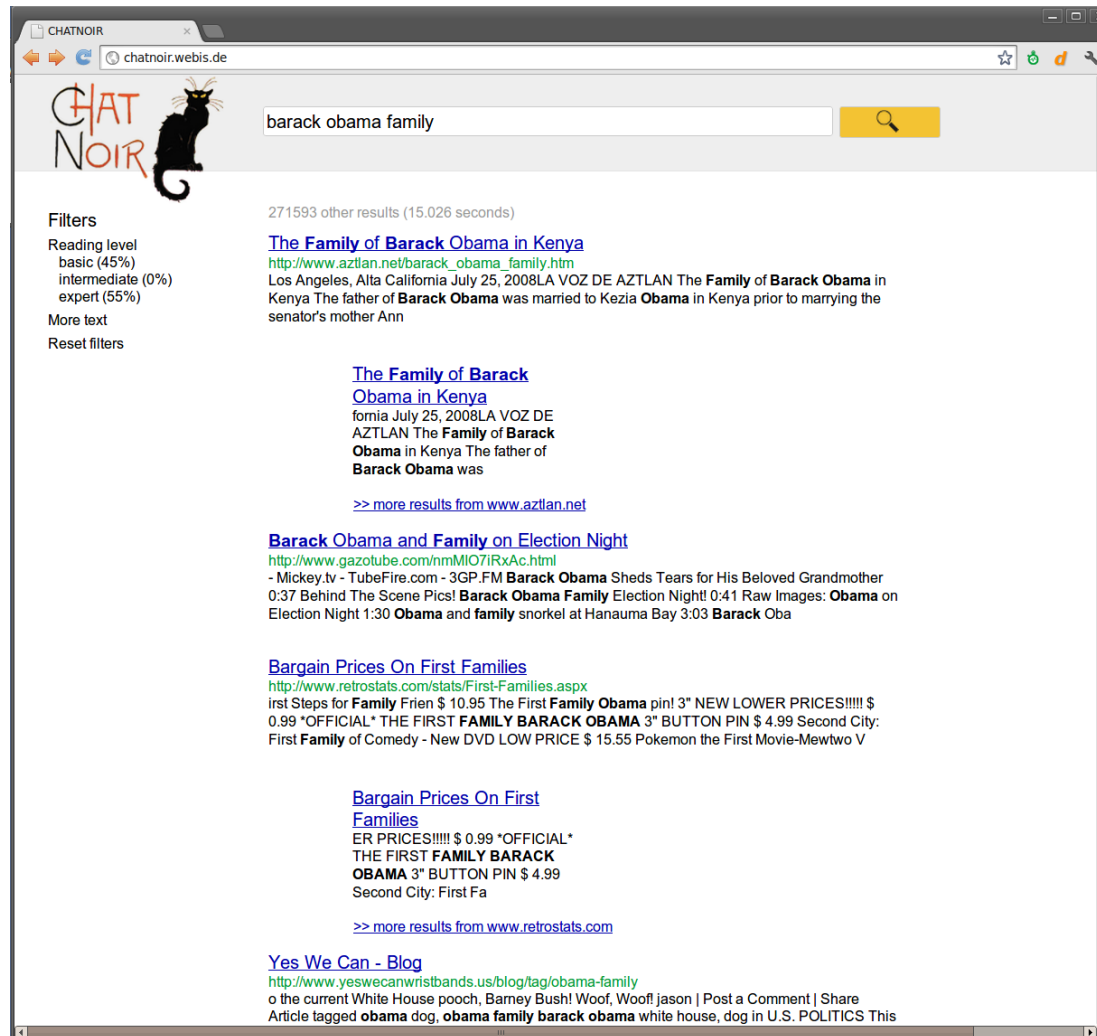 CHATNOIR
chatnoir.webis.de
CHAT
NOIR
barack obama family
Filters
Reading level
basic (45%)
intermediate (0%)
expert (55%)
More text
Reset filters
271593 other results (15.026 seconds)
The Family of Barack Obama in Kenya
http://www.aztlan.net/barack_obama_family.htm
Los Angeles, Alta California July 25, 2008LA VOZ DE AZTLAN The Family of Barack Obama in
Kenya The father of Barack Obama was married to Kezia Obama in Kenya prior to marrying the
senator's mother Ann
The Family of Barack
Obama in Kenya
fornia July 25, 2008LA VOZ DE
AZTLAN The Family of Barack
Obama in Kenya The father of
Barack Obama was
>> more results from www.aztlan.net
Barack Obama and Family on Election Night
http://www.gazotube.com/nmMlO7iRxAc.html
- Mickey.tv - TubeFire.com - 3GP.FM Barack Obama Sheds Tears for His Beloved Grandmother
0:37 Behind The Scene Pics! Barack Obama Family Election Night! 0:41 Raw Images: Obama on
Election Night 1:30 Obama and family snorkel at Hanauma Bay 3:03 Barack Oba
Bargain Prices On First Families
http://www.retrostats.com/stats/First-Families.aspx
irst Steps for Family Frien $ 10.95 The First Family Obama pin! 3" NEW LOWER PRICES!!!!! $
0.99 *OFFICIAL* THE FIRST FAMILY BARACK OBAMA 3" BUTTON PIN $ 4.99 Second City:
First Family of Comedy - New DVD LOW PRICE $ 15.55 Pokemon the First Movie-Mewtwo V
Bargain Prices On First
Families
ER PRICES!!!!! $ 0.99 *OFFICIAL*
THE FIRST FAMILY BARACK
OBAMA 3" BUTTON PIN $ 4.99
Second City: First Fa
>> more results from www.retrostats.com
Yes We Can - Blog
http://www.yeswecanwristbands.us/blog/tag/obama-family
o the current White House pooch, Barney Bush! Woof, Woof! jason | Post a Comment | Share
Article tagged obama dog, obama family barack obama white house, dog in U.S. POLITICS This